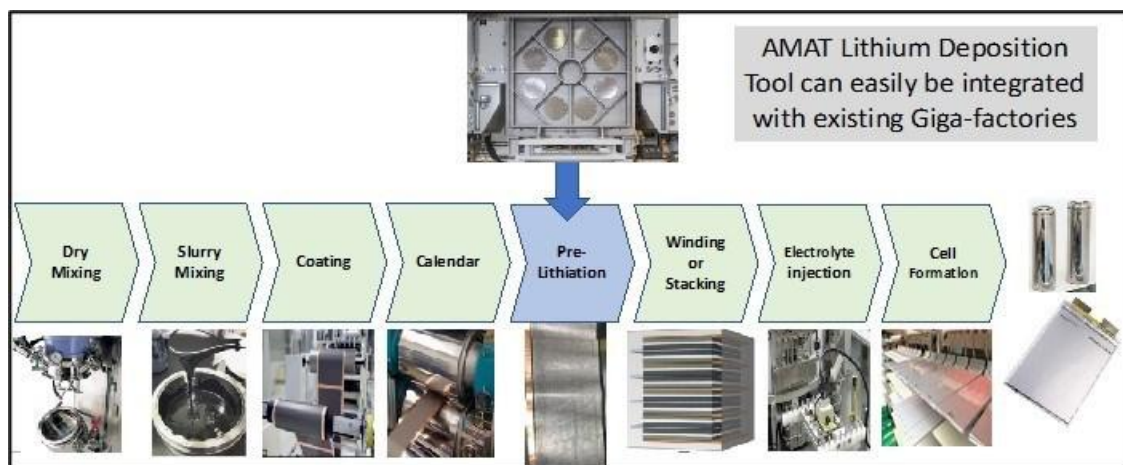 AMAT Lithium Deposition
Tool can easily be integrated
with existing Giga-factories
Dry
Mixing
Slurry
Mixing
Coating
Calendar
Pre-
Lithiation
Winding
or
Stacking
Electrolyte
injection
Cell
Formation